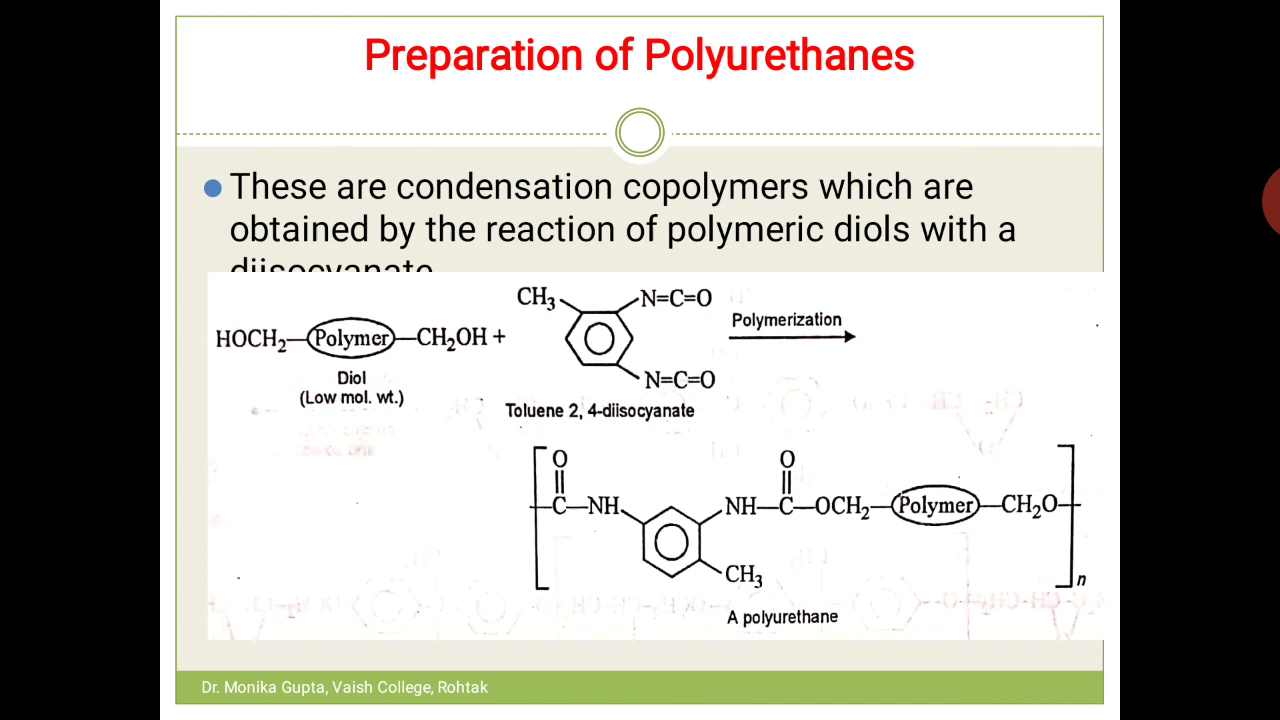 Preparation of Polyurethanes
These are condensation copolymers which are
obtained by the reaction of polymeric diols with a
diisocyanate
CH₃ N=C=O
HOCH₂—Polymer—CH₂OH + Polymerization
N=C=O
Diol
(Low mol. wt.)
Toluene 2, 4-diisocyanate
O O
—C—NH NH—C—OCH₂—Polymer—CH₂O—
CH₃ n
A polyurethane
Dr. Monika Gupta, Vaish College, Rohtak